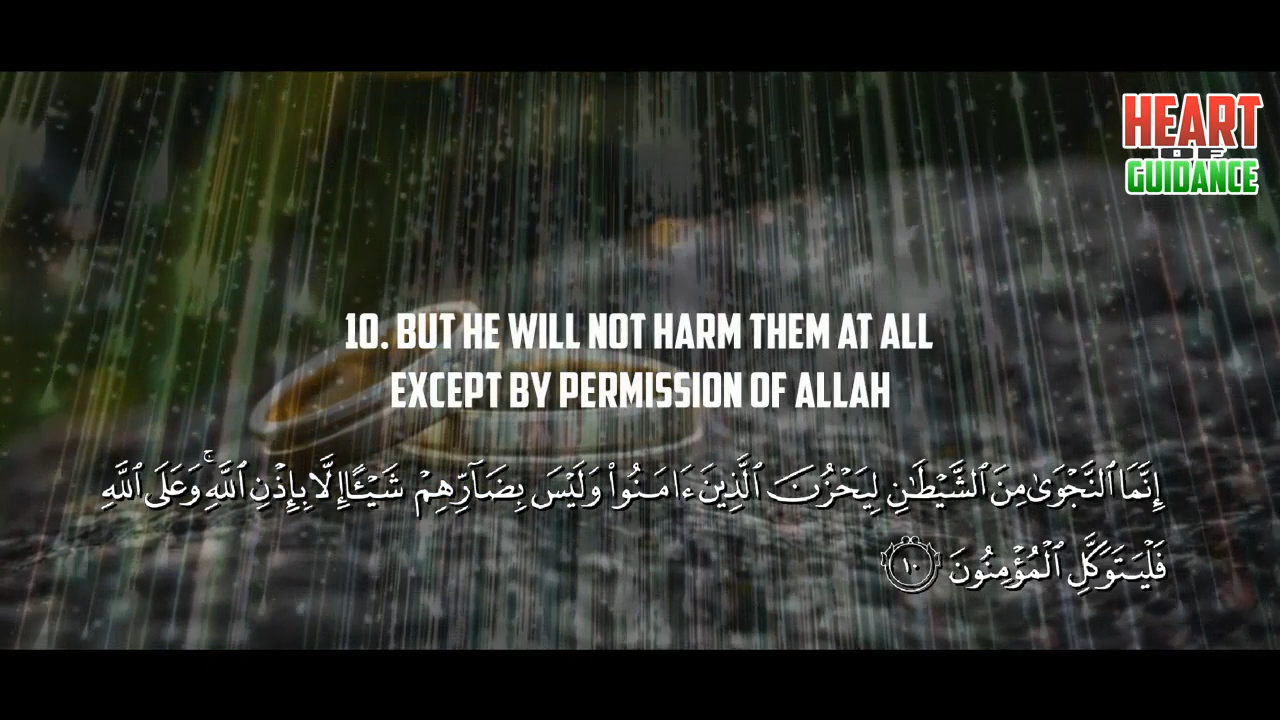 HEART
OF
GUIDANCE
10. BUT HE WILL NOT HARM THEM AT ALL
EXCEPT BY PERMISSION OF ALLAH
إِنَّمَا ٱلنَّجْوَىٰ مِنَ ٱلشَّيْطَٰنِ لِيَحْزُنَ ٱلَّذِينَ ءَامَنُوا۟ وَلَيْسَ بِضَآرِّهِمْ شَيْـًٔا إِلَّا بِإِذْنِ ٱللَّهِ ۚ وَعَلَى ٱللَّهِ
فَلْيَتَوَكَّلِ ٱلْمُؤْمِنُونَ ١٠